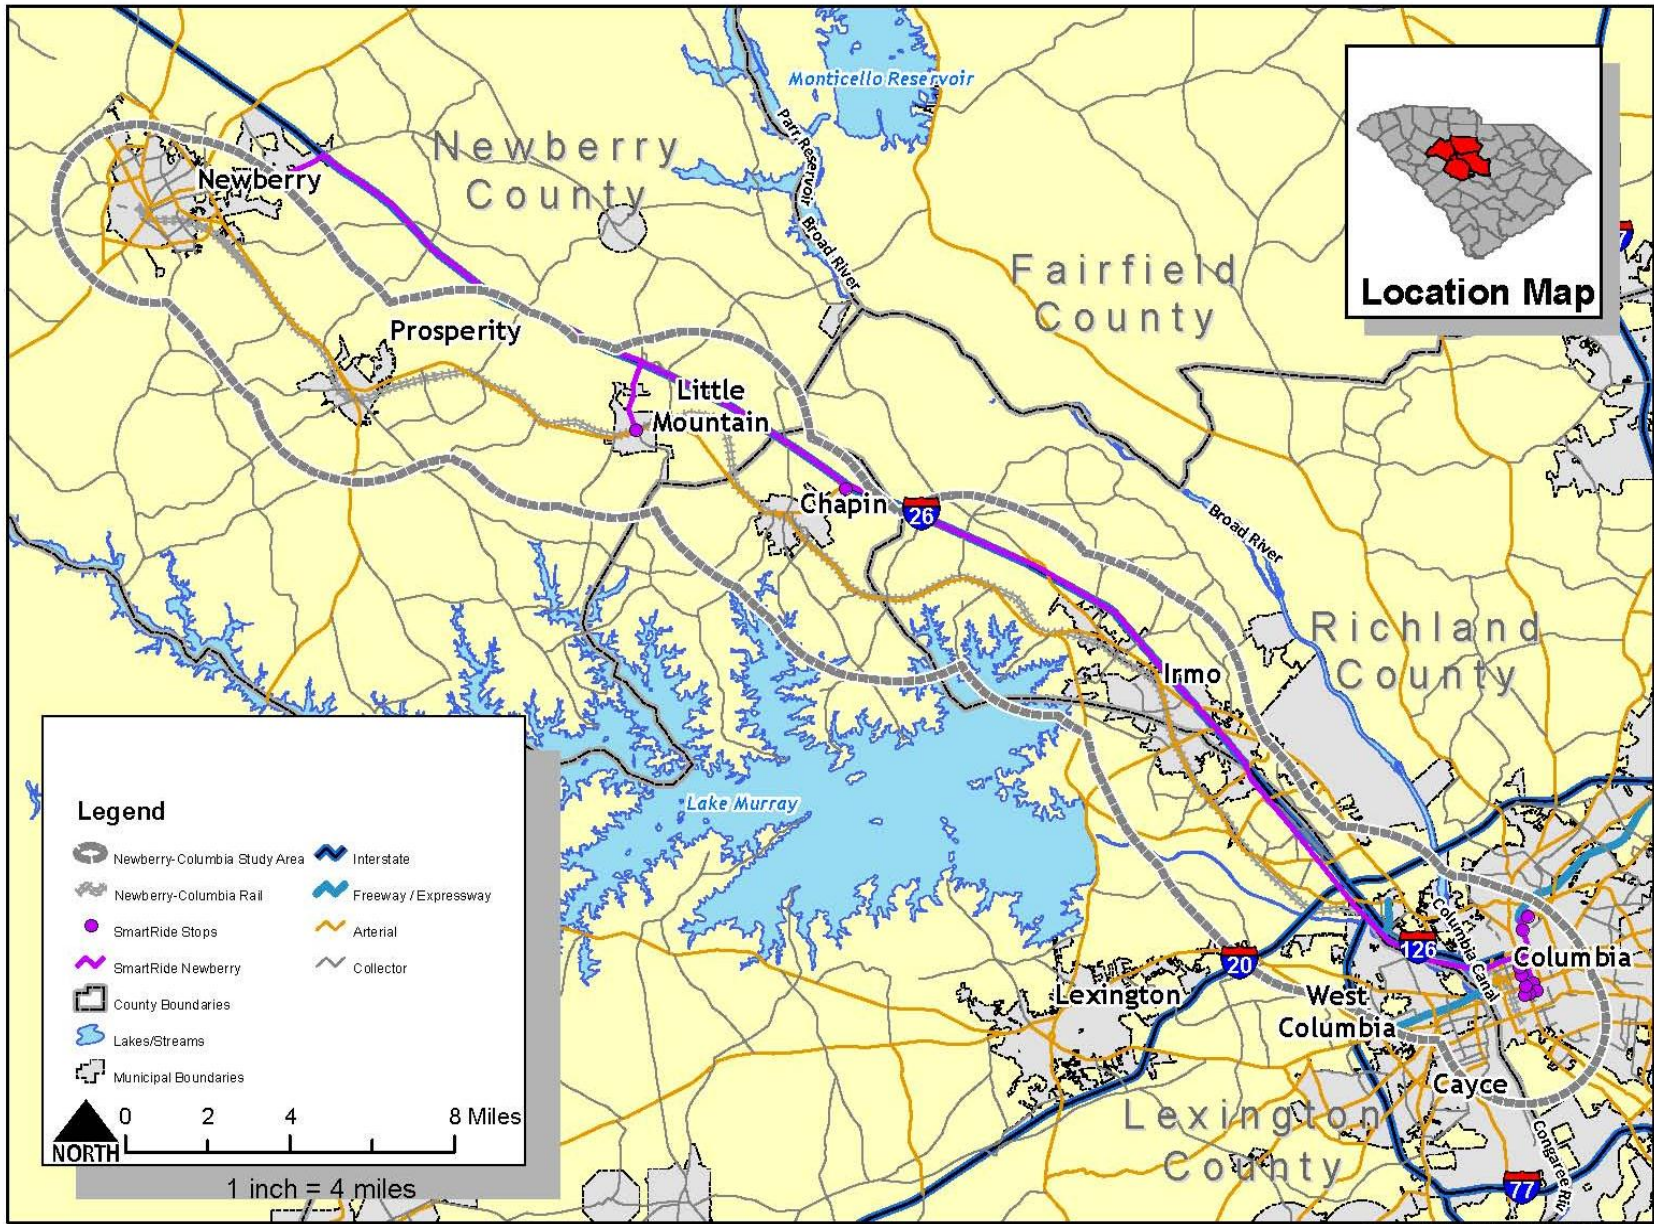 Monticello Reservoir
Parr Reservoir
Broad River
Newberry
County
Newberry
Fairfield
County
Location Map
Prosperity
Little
Mountain
Chapin
26
Broad River
Richland
County
Irmo
Lake Murray
Legend
Newberry-Columbia Study Area
Interstate
Newberry-Columbia Rail
Freeway / Expressway
SmartRide Stops
Arterial
SmartRide Newberry
Collector
County Boundaries
Lakes/Streams
Municipal Boundaries
NORTH
0 2 4 8 Miles
1 inch = 4 miles
20
126
Columbia Canal
Columbia
Lexington
West
Columbia
Cayce
Lexington
County
77